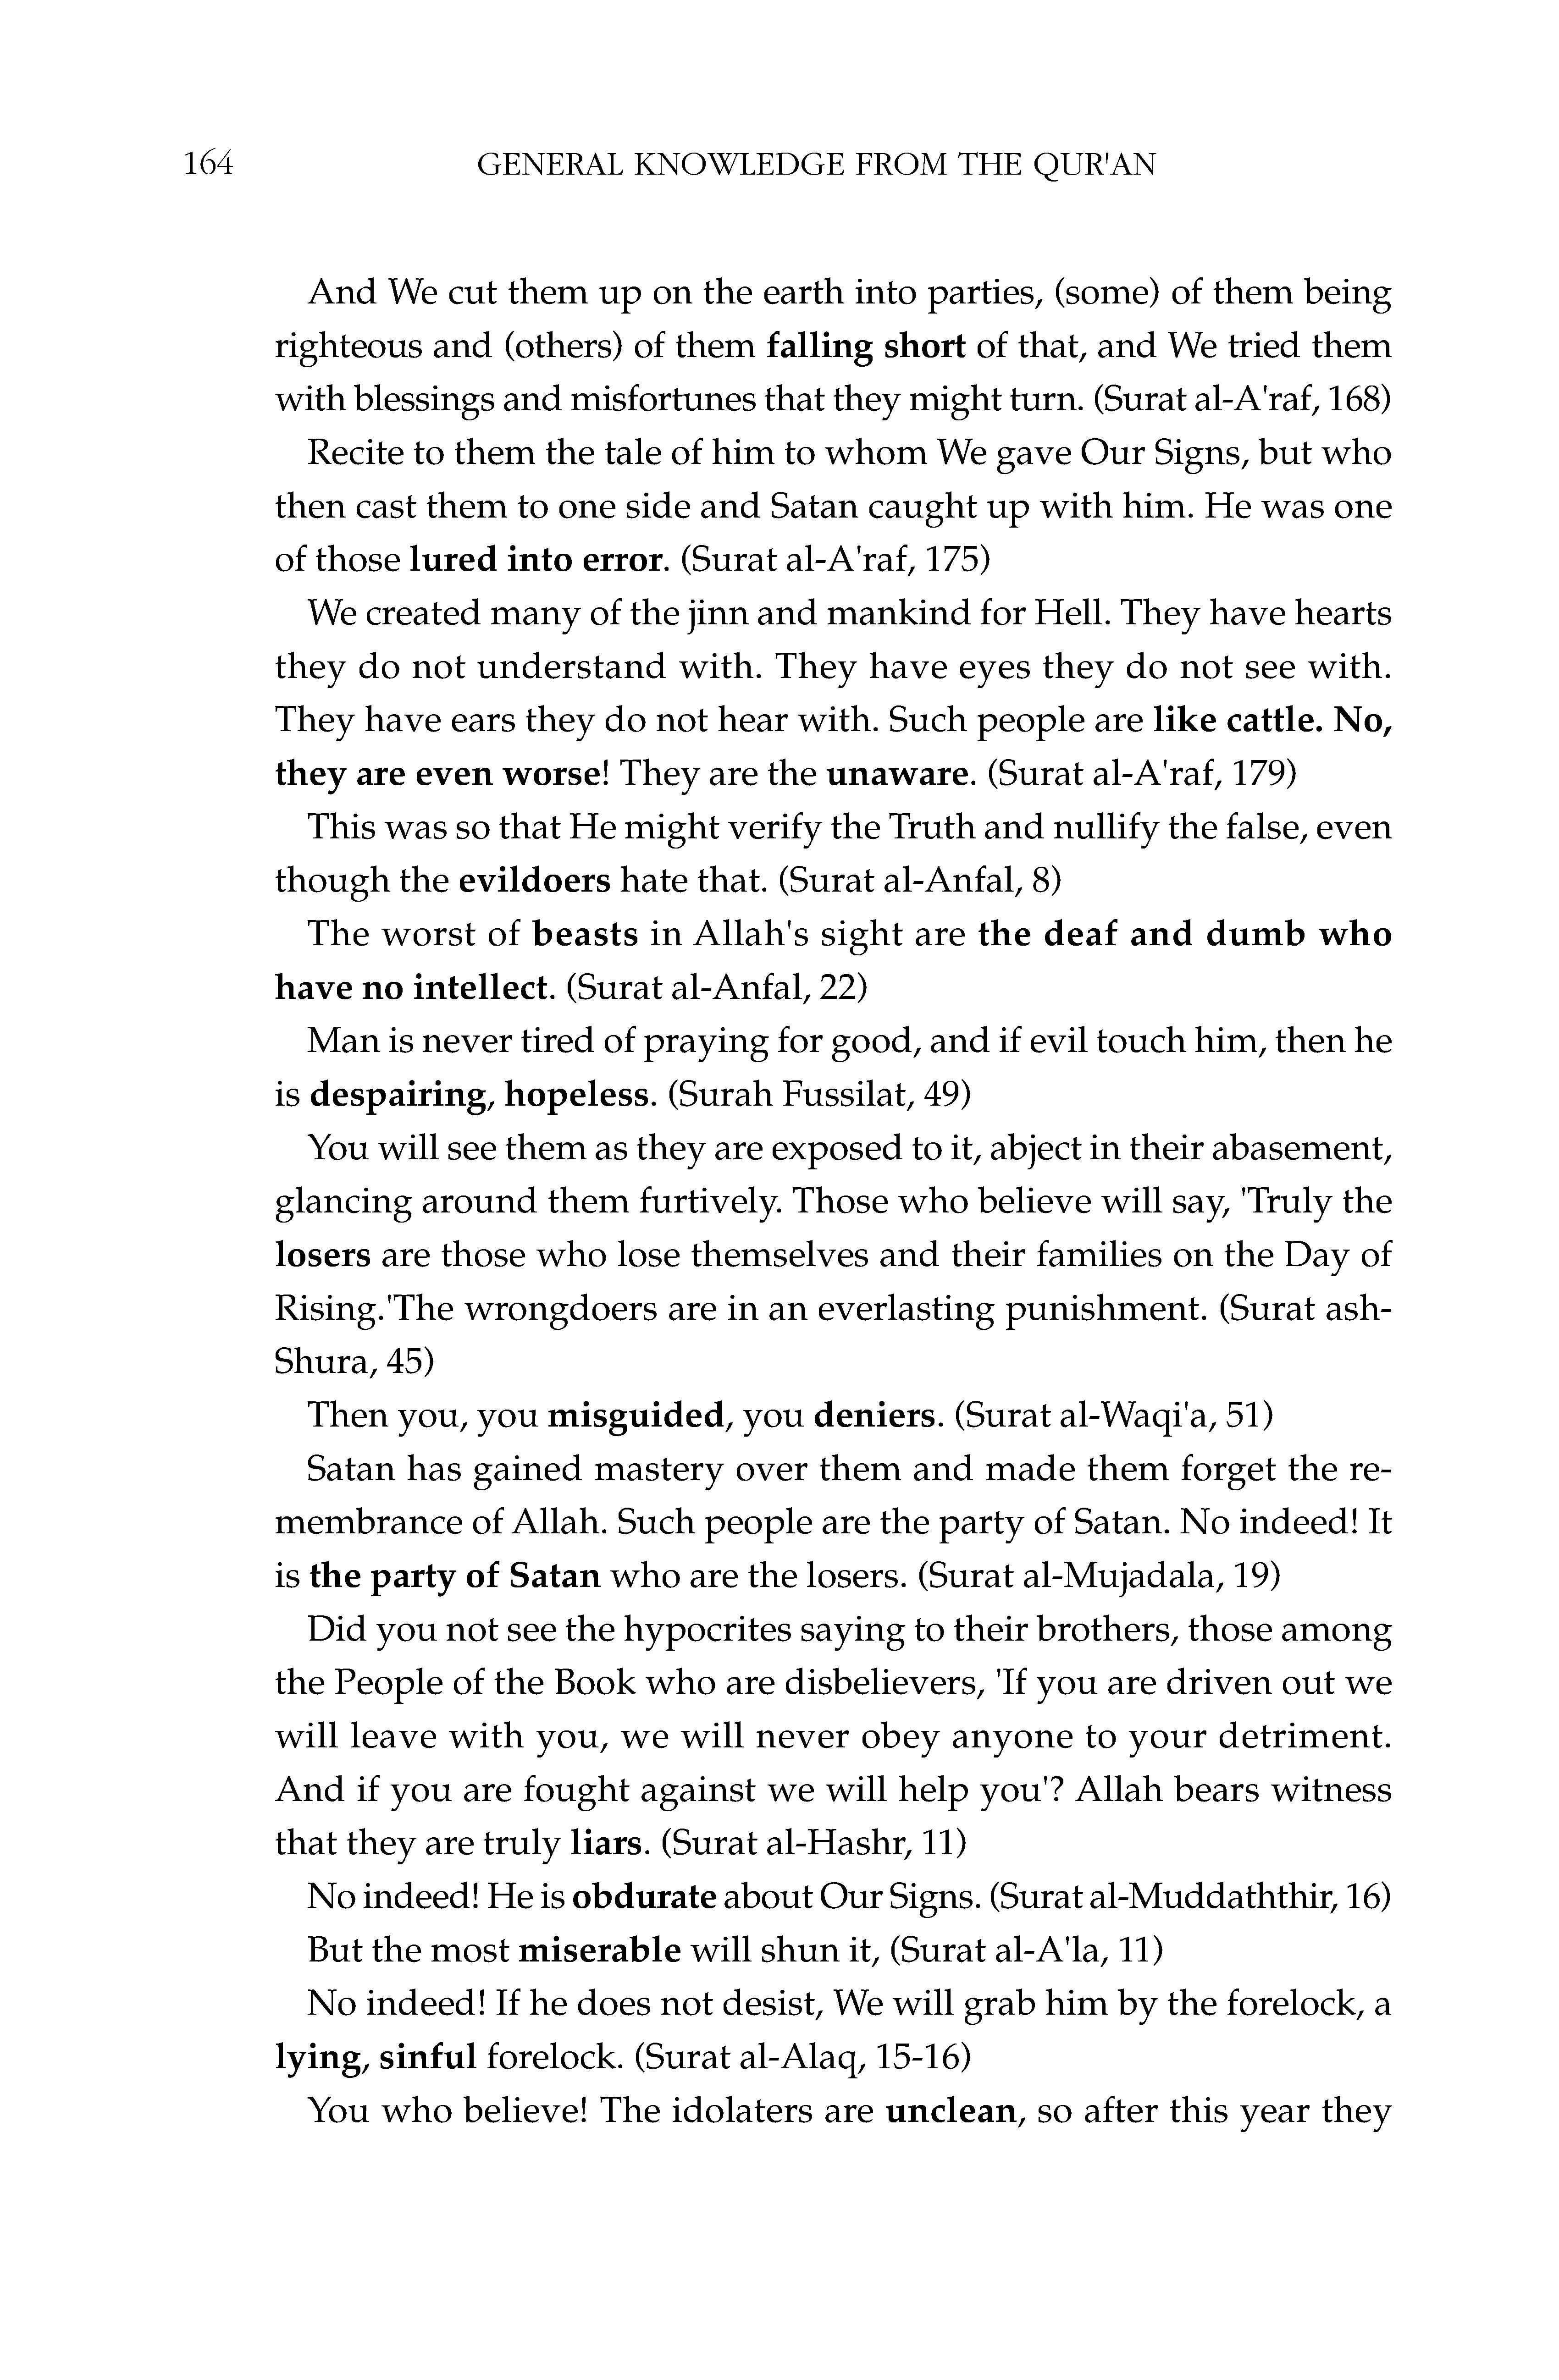 164 GENERAL KNOWLEDGE FROM THE QUR'AN
And We cut them up on the earth into parties, (some) of them being
righteous and (others) of them falling short of that, and We tried them
with blessings and misfortunes that they might turn. (Surat al-A'raf, 168)
Recite to them the tale of him to whom We gave Our Signs, but who
then cast them to one side and Satan caught up with him. He was one
of those lured into error. (Surat al-A'raf, 175)
We created many of the jinn and mankind for Hell. They have hearts
they do not understand with. They have eyes they do not see with.
They have ears they do not hear with. Such people are like cattle. No,
they are even worse! They are the unaware. (Surat al-A'raf, 179)
This was so that He might verify the Truth and nullify the false, even
though the evildoers hate that. (Surat al-Anfal, 8)
The worst of beasts in Allah's sight are the deaf and dumb who
have no intellect. (Surat al-Anfal, 22)
Man is never tired of praying for good, and if evil touch him, then he
is despairing, hopeless. (Surah Fussilat, 49)
You will see them as they are exposed to it, abject in their abasement,
glancing around them furtively. Those who believe will say, 'Truly the
losers are those who lose themselves and their families on the Day of
Rising.'The wrongdoers are in an everlasting punishment. (Surat ash-
Shura, 45)
Then you, you misguided, you deniers. (Surat al-Waqi'a, 51)
Satan has gained mastery over them and made them forget the re-
membrance of Allah. Such people are the party of Satan. No indeed! It
is the party of Satan who are the losers. (Surat al-Mujadala, 19)
Did you not see the hypocrites saying to their brothers, those among
the People of the Book who are disbelievers, 'If you are driven out we
will leave with you, we will never obey anyone to your detriment.
And if you are fought against we will help you'? Allah bears witness
that they are truly liars. (Surat al-Hashr, 11)
No indeed! He is obdurate about Our Signs. (Surat al-Muddaththir, 16)
But the most miserable will shun it, (Surat al-A'la, 11)
No indeed! If he does not desist, We will grab him by the forelock, a
lying, sinful forelock. (Surat al-Alaq, 15-16)
You who believe! The idolaters are unclean, so after this year they